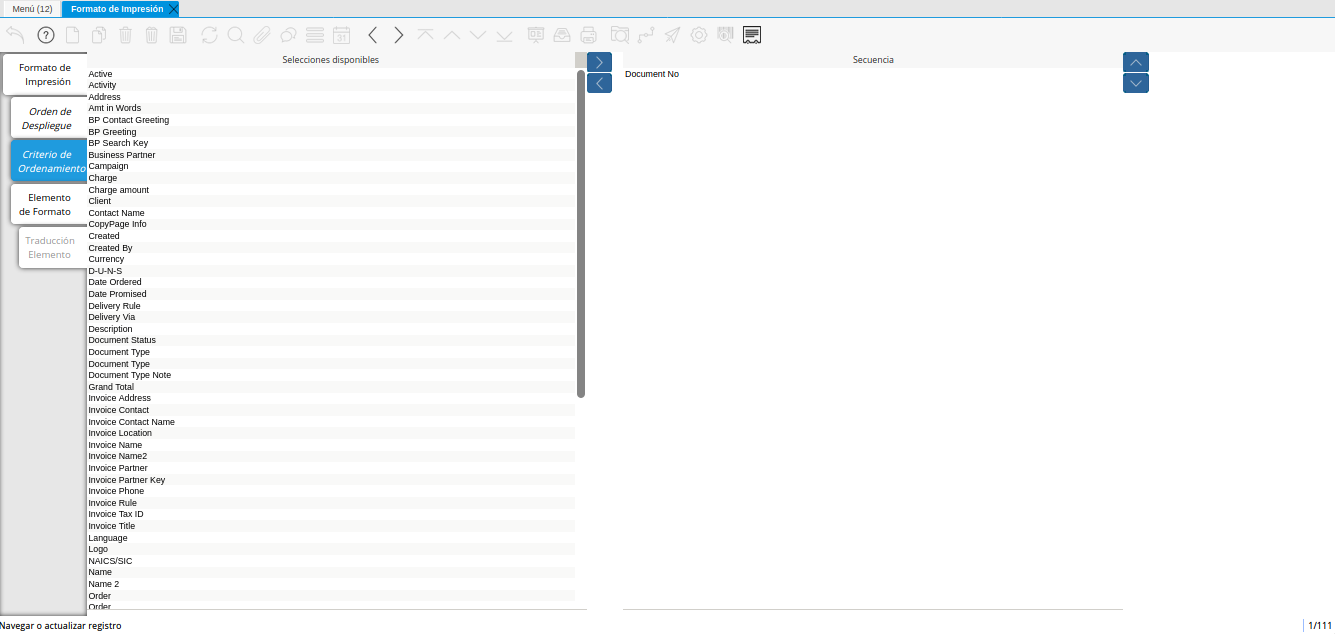 Menú (12)
Formato de Impresión
31
Formato de
Impresión
Orden de
Despliegue
Criterio de
Ordenamiento
Elemento
de Formato
Traducción
Elemento
Selecciones disponibles
Active
Activity
Address
Amt in Words
BP Contact Greeting
BP Greeting
BP Search Key
Business Partner
Campaign
Charge
Charge amount
Client
Contact Name
CopyPage Info
Created
Created By
Currency
D-U-N-S
Date Ordered
Date Promised
Delivery Rule
Delivery Via
Description
Document Status
Document Type
Document Type
Document Type Note
Grand Total
Invoice Address
Invoice Contact
Invoice Contact Name
Invoice Location
Invoice Name
Invoice Name2
Invoice Partner
Invoice Partner Key
Invoice Phone
Invoice Rule
Invoice Tax ID
Invoice Title
Language
Logo
NAICS/SIC
Name
Name 2
Order
Order
Secuencia
Document No
Navegar o actualizar registro
1/111